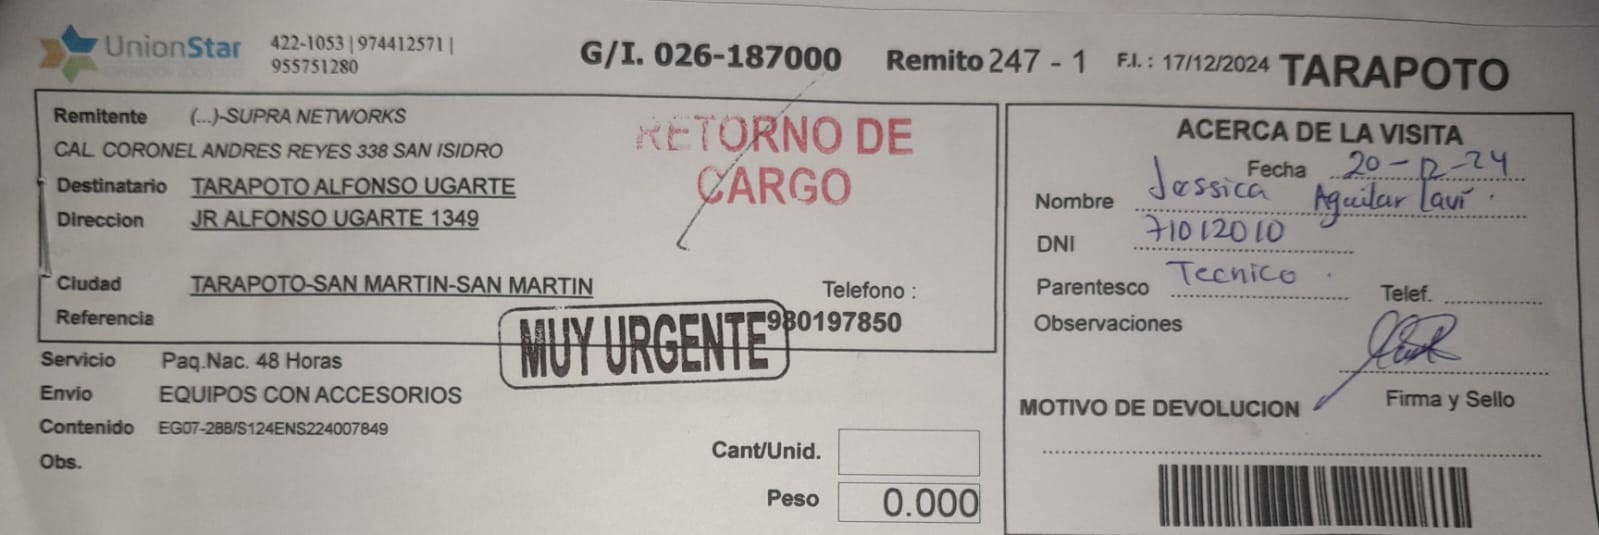 UnionStar
422-1053 | 974412571 |
955751280
G/I. 026-187000
Remito 247 - 1
F.I. : 17/12/2024
TARAPOTO
Remitente (...)-SUPRA NETWORKS
CAL. CORONEL ANDRES REYES 338 SAN ISIDRO
Destinatario TARAPOTO ALFONSO UGARTE
Direccion JR ALFONSO UGARTE 1349
RETORNO DE
CARGO
Ciudad TARAPOTO-SAN MARTIN-SAN MARTIN
Telefono :
Referencia
980197850
MUY URGENTE
Servicio Paq.Nac. 48 Horas
Envio EQUIPOS CON ACCESORIOS
Contenido EG07-288/S124ENS224007849
Obs.
Cant/Unid.
Peso 0.000
ACERCA DE LA VISITA
Fecha 20-12-24
Nombre Jessica Aguilar
DNI 71012010
Parentesco Tecnico
Telef.
Observaciones
Firma y Sello
MOTIVO DE DEVOLUCION